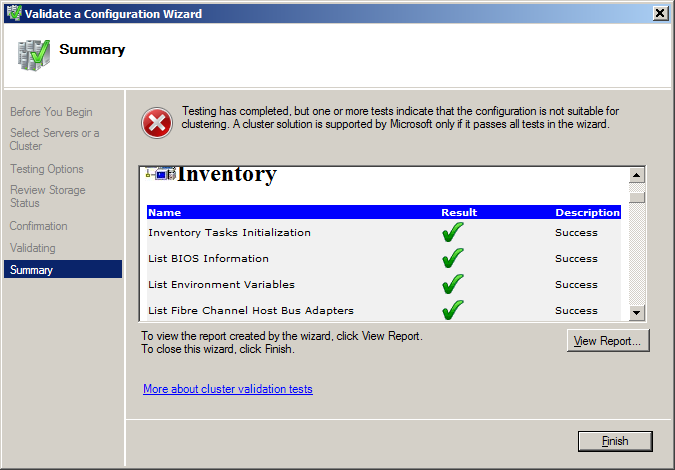 Validate a Configuration Wizard
Summary
Before You Begin
Select Servers or a
Cluster
Testing Options
Review Storage
Status
Confirmation
Validating
Summary
Testing has completed, but one or more tests indicate that the configuration is not suitable for
clustering. A cluster solution is supported by Microsoft only if it passes all tests in the wizard.
Inventory
Name Result Description
Inventory Tasks Initialization Success
List BIOS Information Success
List Environment Variables Success
List Fibre Channel Host Bus Adapters Success
To view the report created by the wizard, click View Report.
To close this wizard, click Finish.
View Report...
More about cluster validation tests
Finish